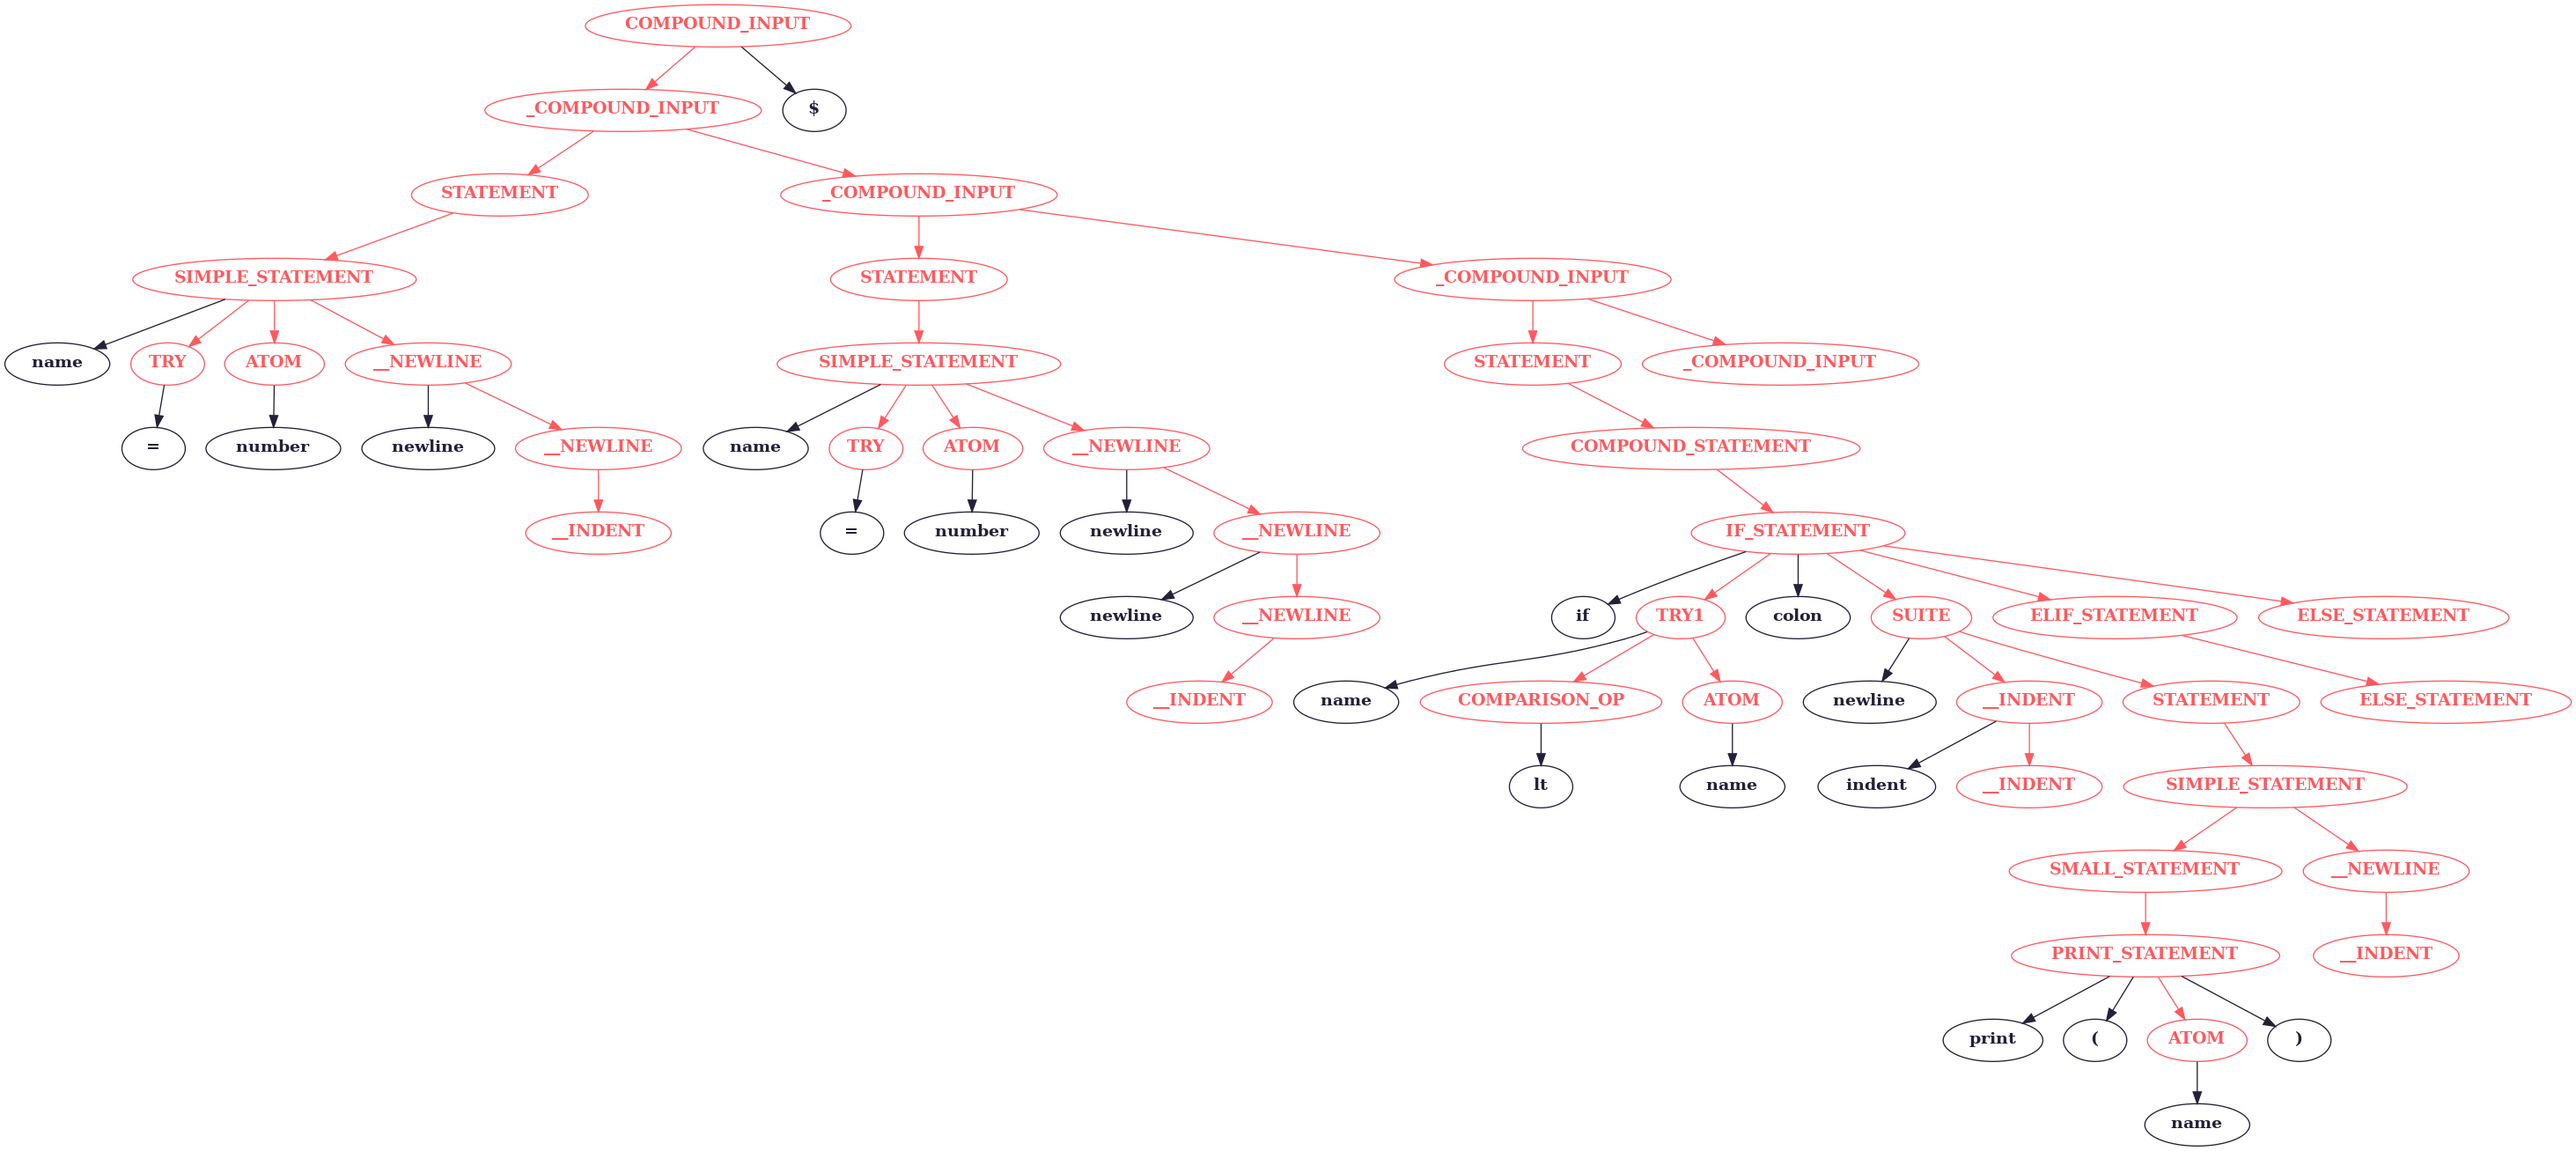 COMPOUND_INPUT
_COMPOUND_INPUT
$
STATEMENT
_COMPOUND_INPUT
SIMPLE_STATEMENT
STATEMENT
_COMPOUND_INPUT
name
TRY
ATOM
__NEWLINE
SIMPLE_STATEMENT
STATEMENT
_COMPOUND_INPUT
=
number
newline
__NEWLINE
name
TRY
ATOM
__NEWLINE
COMPOUND_STATEMENT
__INDENT
=
number
newline
__NEWLINE
IF_STATEMENT
newline
__NEWLINE
if
TRY1
colon
SUITE
ELIF_STATEMENT
ELSE_STATEMENT
__INDENT
name
COMPARISON_OP
ATOM
newline
__INDENT
STATEMENT
ELSE_STATEMENT
lt
name
indent
__INDENT
SIMPLE_STATEMENT
SMALL_STATEMENT
__NEWLINE
PRINT_STATEMENT
__INDENT
print
(
ATOM
)
name